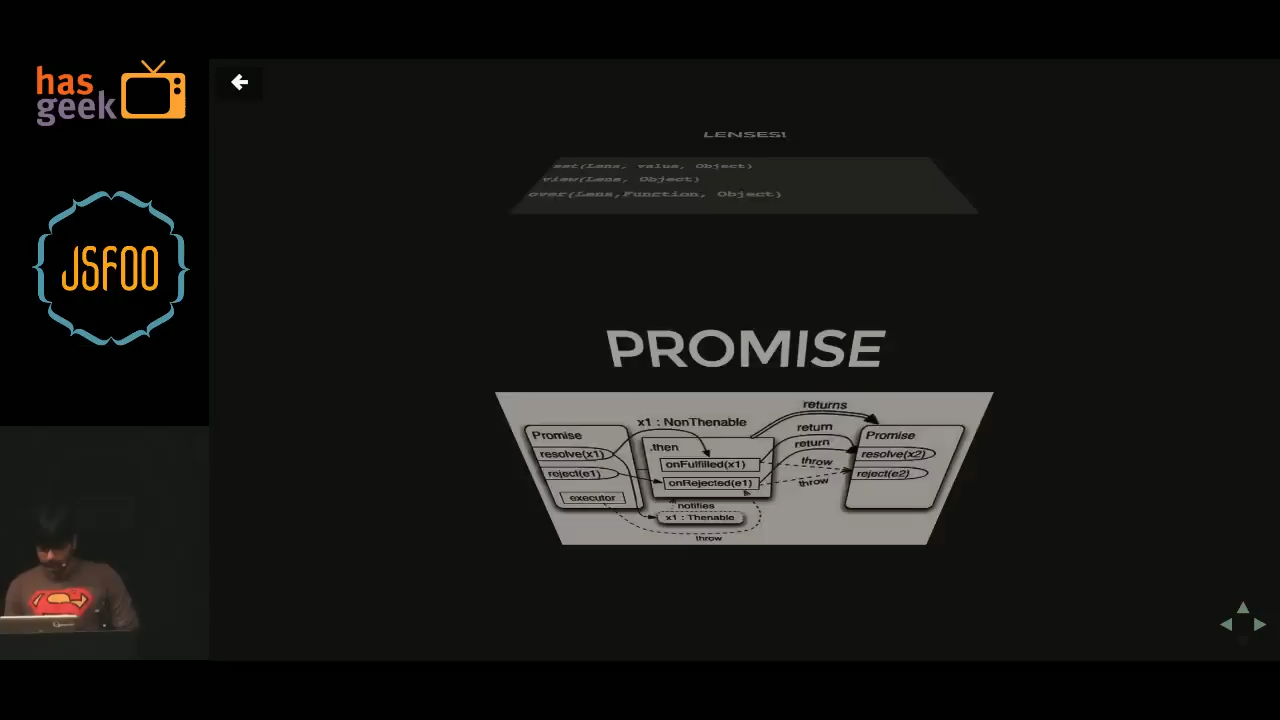 has
geek
JSFOO
LENSES!
set(Lens, value, Object)
view(Lens, Object)
over(Lens,Function, Object)
PROMISE
returns
x1 : NonThenable
return
Promise
.then
return
Promise
resolve(x1)
onFulfilled(x1)
throw
resolve(x2)
reject(e1)
onRejected(e1)
throw
reject(e2)
executor
notifies
x1 : Thenable
throw